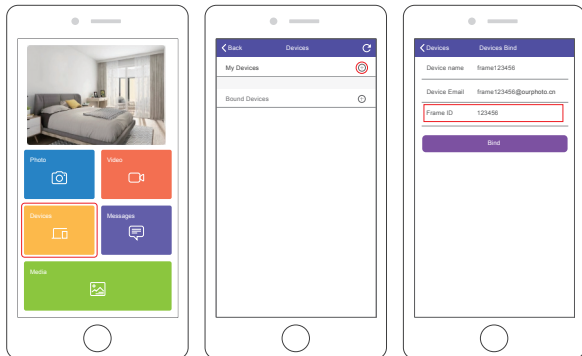 Photo
Video
Devices
Messages
Media
Back Devices
My Devices
Bound Devices
Devices Devices Bind
Device name frame123456
Device Email frame123456@ourphoto.cn
Frame ID 123456
Bind